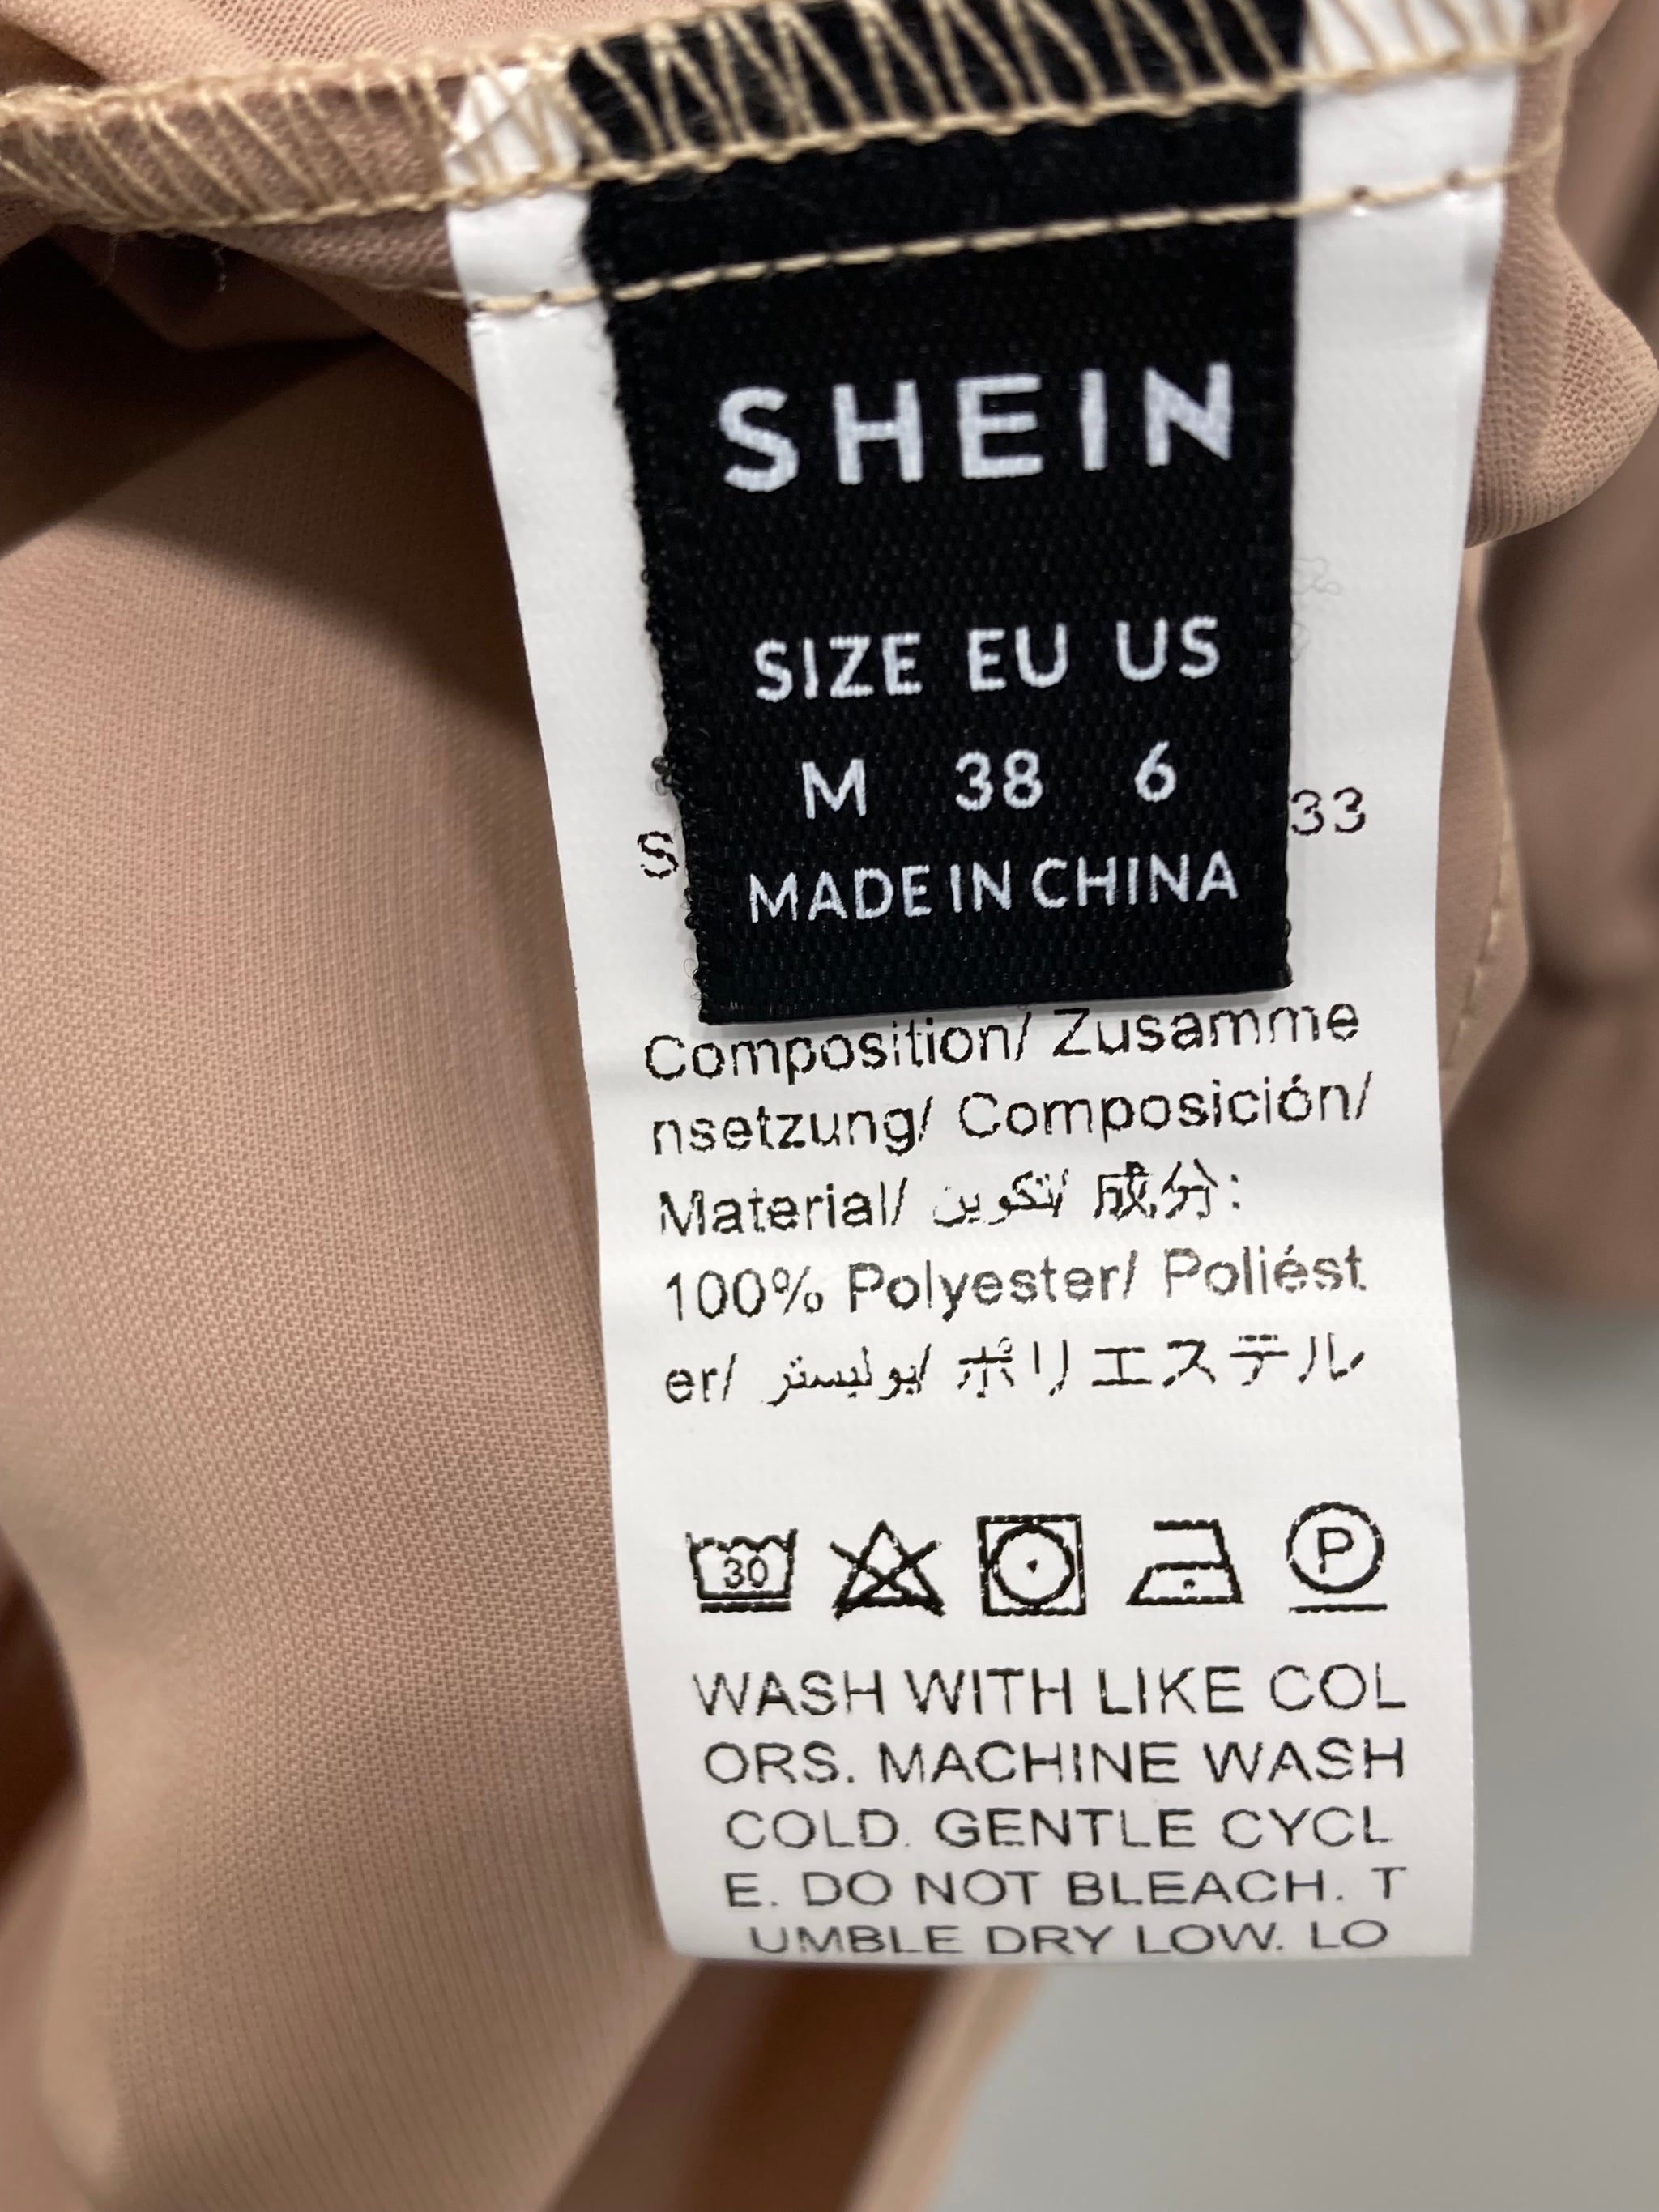 SHEIN
SIZE EU US
M 38 6
MADE IN CHINA
Composition/ Zusamme
nsetzung/ Composición/
Material/ تكوين/ 成分:
100% Polyester/ Poliést
er/ بوليستر/ ポリエステル
30
P
WASH WITH LIKE COL
ORS. MACHINE WASH
COLD. GENTLE CYCL
E. DO NOT BLEACH. T
UMBLE DRY LOW. LO